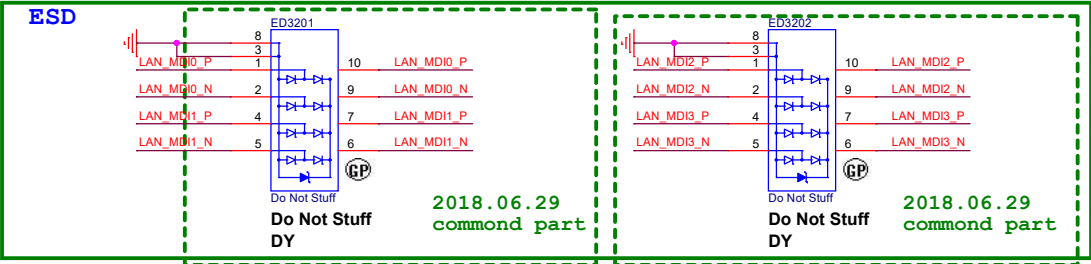 ESD
ED3201
8
3
LAN_MDI0_P 1 10 LAN_MDI0_P
LAN_MDI0_N 2 9 LAN_MDI0_N
LAN_MDI1_P 4 7 LAN_MDI1_P
LAN_MDI1_N 5 6 LAN_MDI1_N
GP
Do Not Stuff
Do Not Stuff
DY
2018.06.29
commond part
ED3202
8
3
LAN_MDI2_P 1 10 LAN_MDI2_P
LAN_MDI2_N 2 9 LAN_MDI2_N
LAN_MDI3_P 4 7 LAN_MDI3_P
LAN_MDI3_N 5 6 LAN_MDI3_N
GP
Do Not Stuff
Do Not Stuff
DY
2018.06.29
commond part